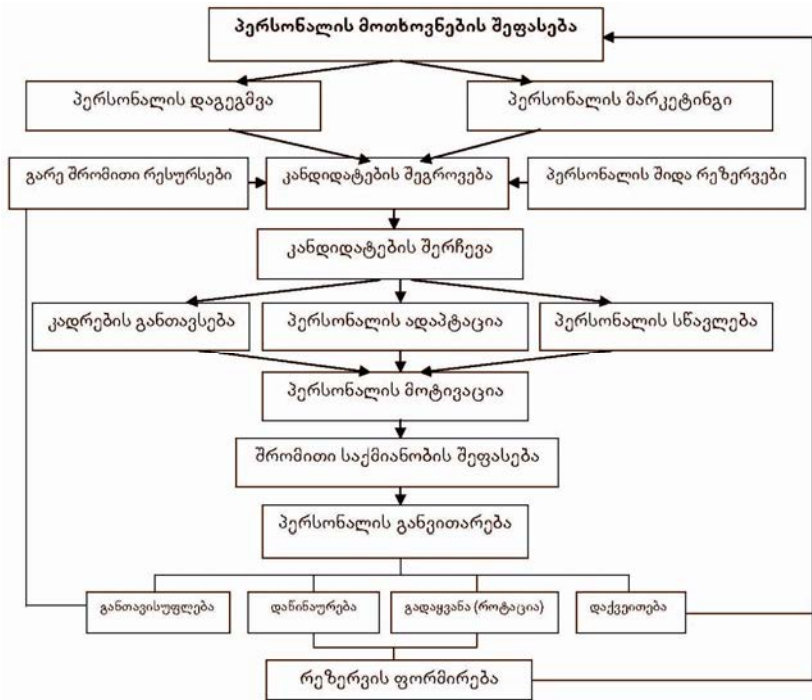 პერსონალის მოთხოვნების შეფასება
პერსონალის დაგეგმვა
პერსონალის მარკეტინგი
გარე შრომითი რესურსები
კანდიდატების შეგროვება
პერსონალის შიდა რეზერვები
კანდიდატების შერჩევა
კადრების განთავსება
პერსონალის ადაპტაცია
პერსონალის სწავლება
პერსონალის მოტივაცია
შრომითი საქმიანობის შეფასება
პერსონალის განვითარება
განთავისუფლება
დაწინაურება
გადაყვანა (როტაცია)
დაქვეითება
რეზერვის ფორმირება